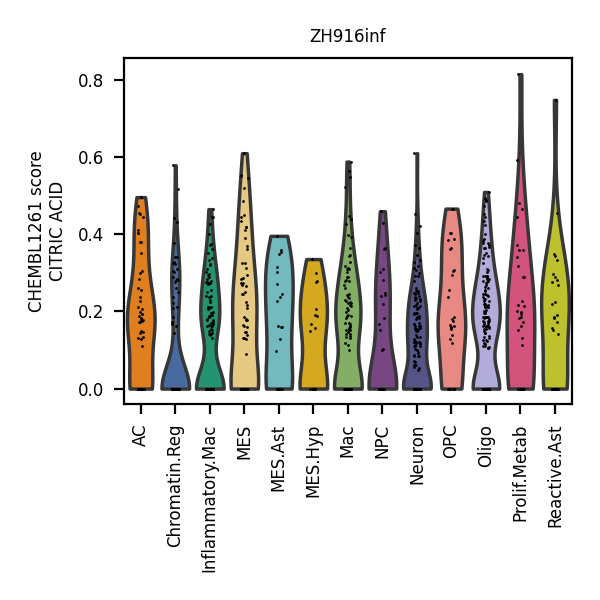 ZH916inf
CHEMBL1261 score
CITRIC ACID
0.8
0.6
0.4
0.2
0.0
AC
Chromatin.Reg
Inflammatory.Mac
MES
MES.Ast
MES.Hyp
Mac
NPC
Neuron
OPC
Oligo
Prolif.Metab
Reactive.Ast